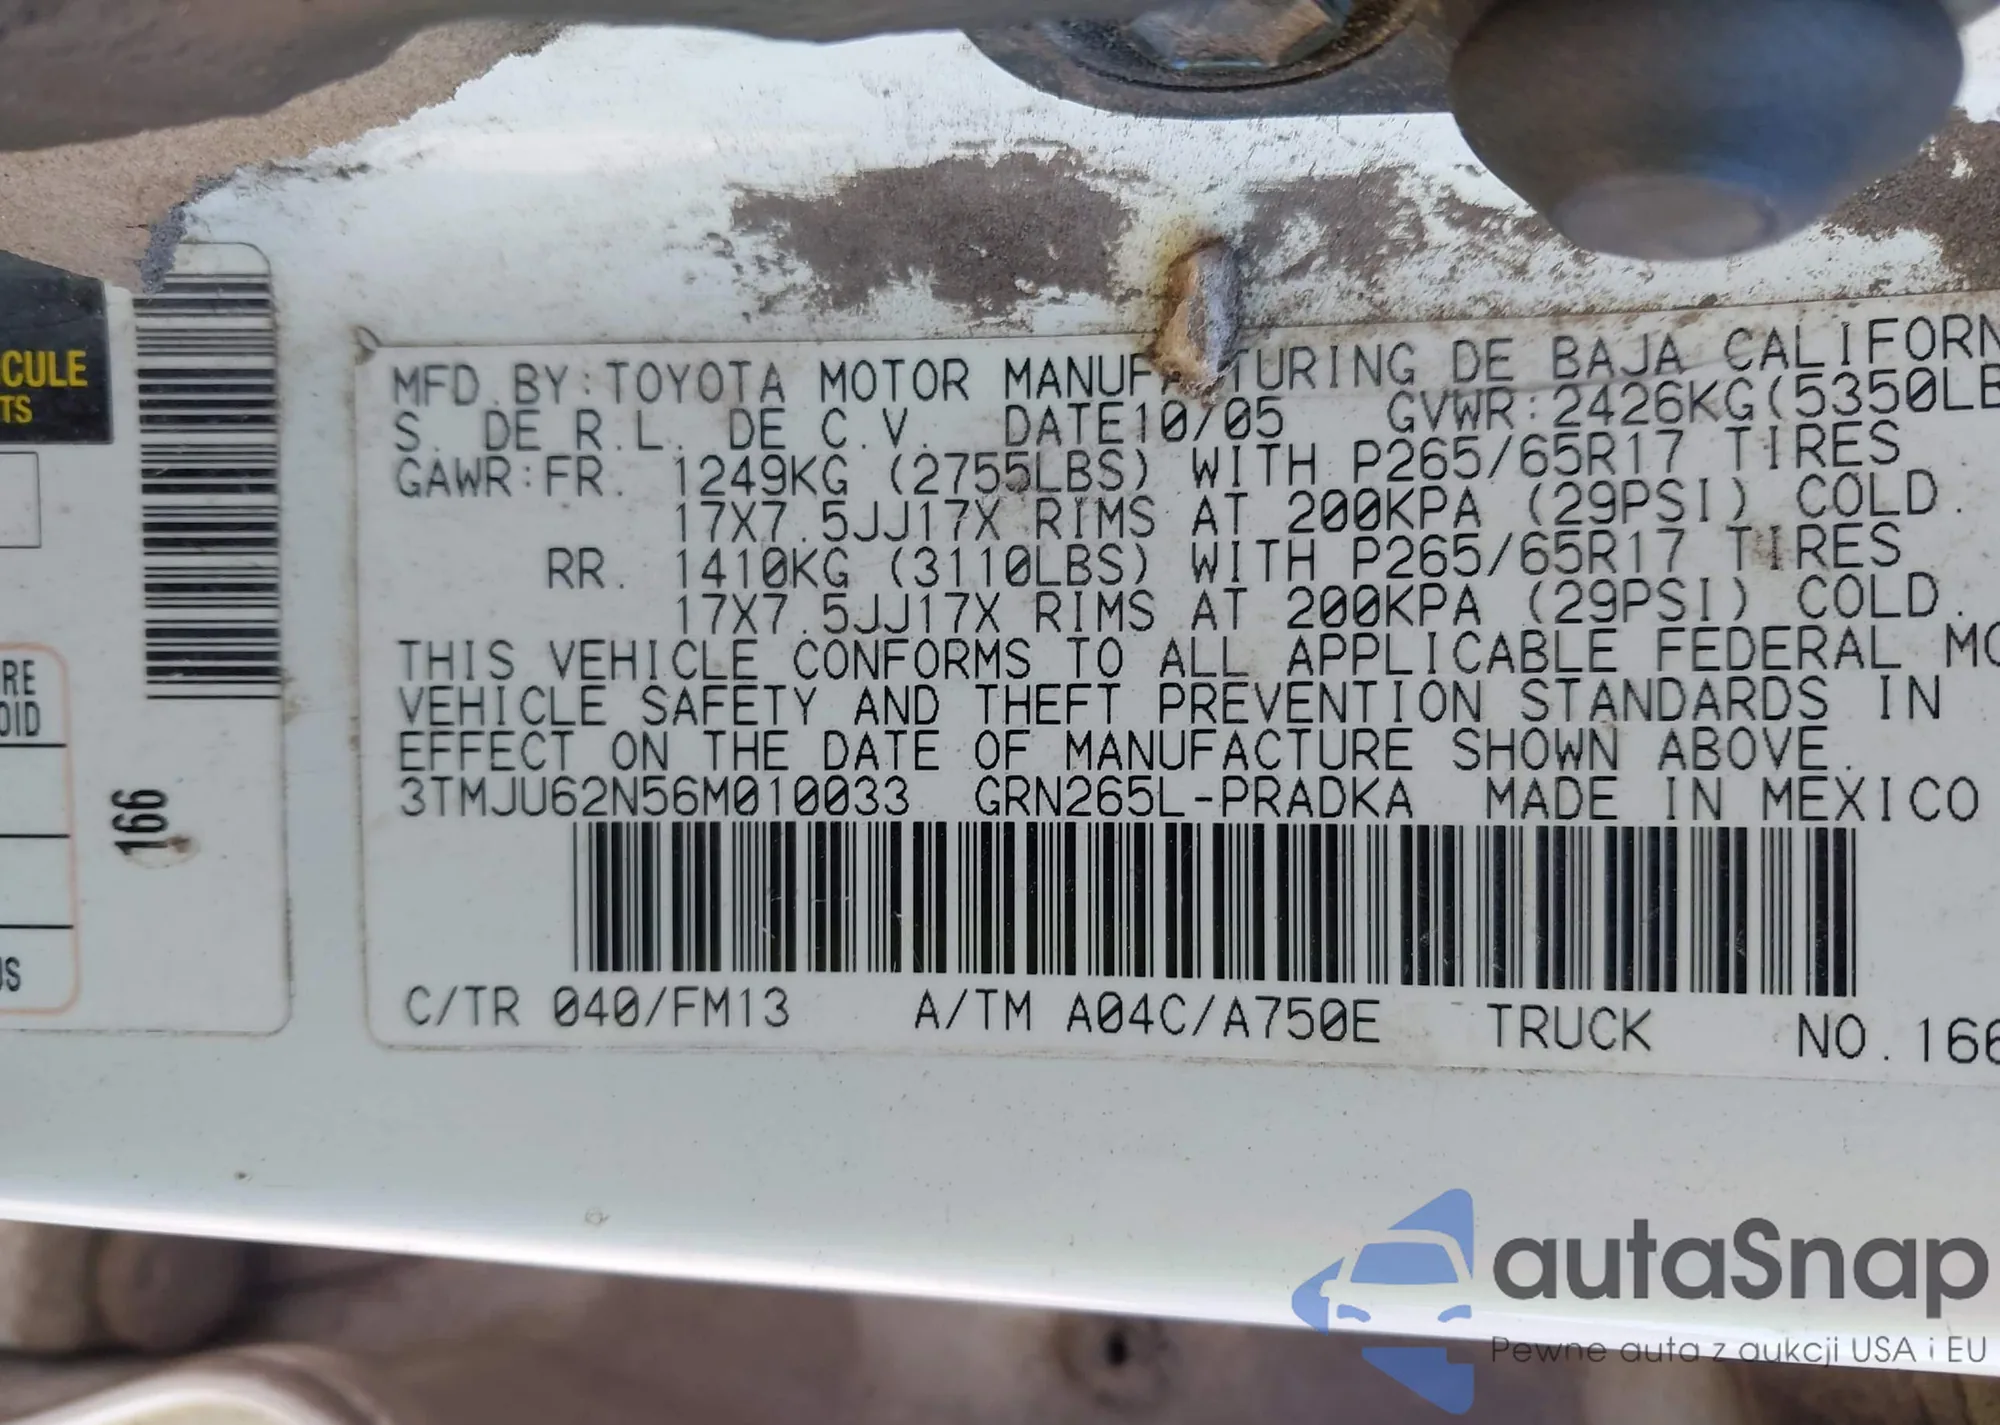 CULE
TS
RE
OID
JS
166
MFD. BY:TOYOTA MOTOR MANUFACTURING DE BAJA CALIFORN
S. DE R.L. DE C.V. DATE10/05 GVWR:2426KG(5350LB
GAWR:FR. 1249KG (2755LBS) WITH P265/65R17 TIRES
17X7.5JJ17X RIMS AT 200KPA (29PSI) COLD.
RR. 1410KG (3110LBS) WITH P265/65R17 TIRES
17X7.5JJ17X RIMS AT 200KPA (29PSI) COLD.
THIS VEHICLE CONFORMS TO ALL APPLICABLE FEDERAL MO
VEHICLE SAFETY AND THEFT PREVENTION STANDARDS IN
EFFECT ON THE DATE OF MANUFACTURE SHOWN ABOVE.
3TMJU62N56M010033 GRN265L-PRADKA MADE IN MEXICO
C/TR 040/FM13 A/TM A04C/A750E TRUCK NO.166
autaSnap
Pewne auta z aukcji USA i EU